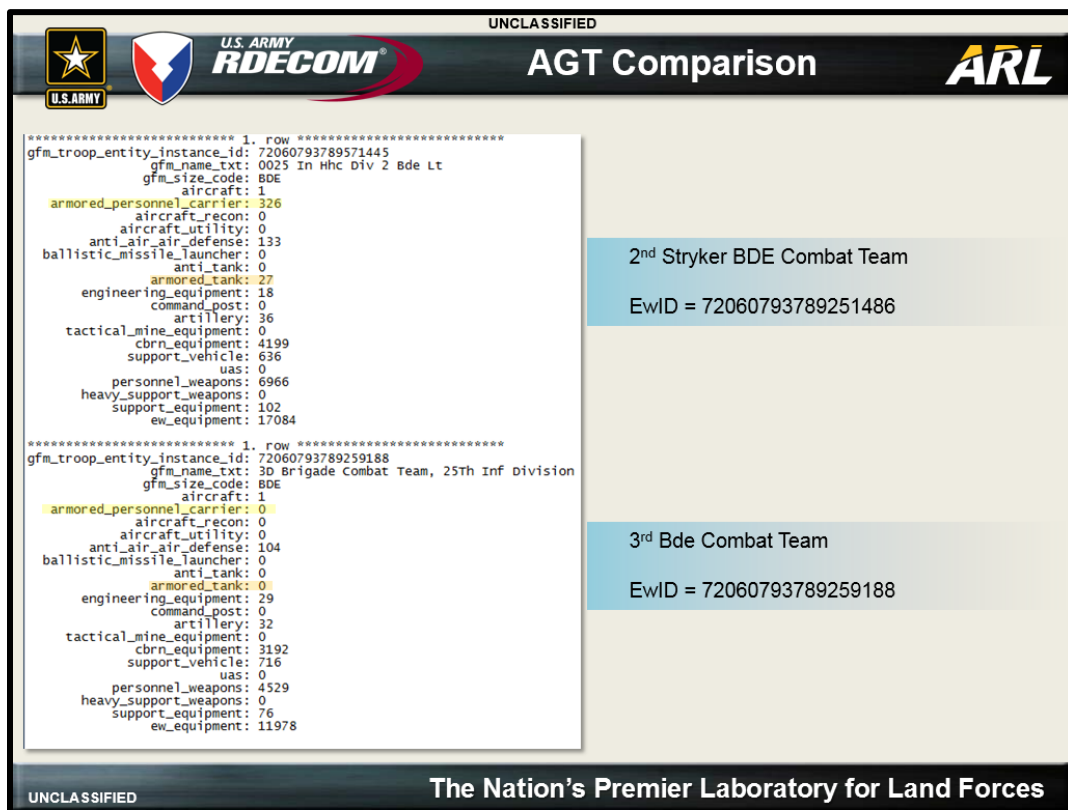 UNCLASSIFIED
U.S. ARMY
U.S. ARMY
RDECOM®
AGT Comparison
ARL
*************************** 1. row ***************************
gfm_troop_entity_instance_id: 72060793789571445
gfm_name_txt: 0025 In Hhc Div 2 Bde Lt
gfm_size_code: BDE
aircraft: 1
armored_personnel_carrier: 326
aircraft_recon: 0
aircraft_utility: 0
anti_air_air_defense: 133
ballistic_missile_launcher: 0
anti_tank: 0
armored_tank: 27
engineering_equipment: 18
command_post: 0
artillery: 36
tactical_mine_equipment: 0
cbrn_equipment: 4199
support_vehicle: 636
uas: 0
personnel_weapons: 6966
heavy_support_weapons: 0
support_equipment: 102
ew_equipment: 17084
*************************** 1. row ***************************
gfm_troop_entity_instance_id: 72060793789259188
gfm_name_txt: 3D Brigade Combat Team, 25Th Inf Division
gfm_size_code: BDE
aircraft: 1
armored_personnel_carrier: 0
aircraft_recon: 0
aircraft_utility: 0
anti_air_air_defense: 104
ballistic_missile_launcher: 0
anti_tank: 0
armored_tank: 0
engineering_equipment: 29
command_post: 0
artillery: 32
tactical_mine_equipment: 0
cbrn_equipment: 3192
support_vehicle: 716
uas: 0
personnel_weapons: 4529
heavy_support_weapons: 0
support_equipment: 76
ew_equipment: 11978
2nd Stryker BDE Combat Team
EwID = 72060793789251486
3rd Bde Combat Team
EwID = 72060793789259188
UNCLASSIFIED
The Nation's Premier Laboratory for Land Forces